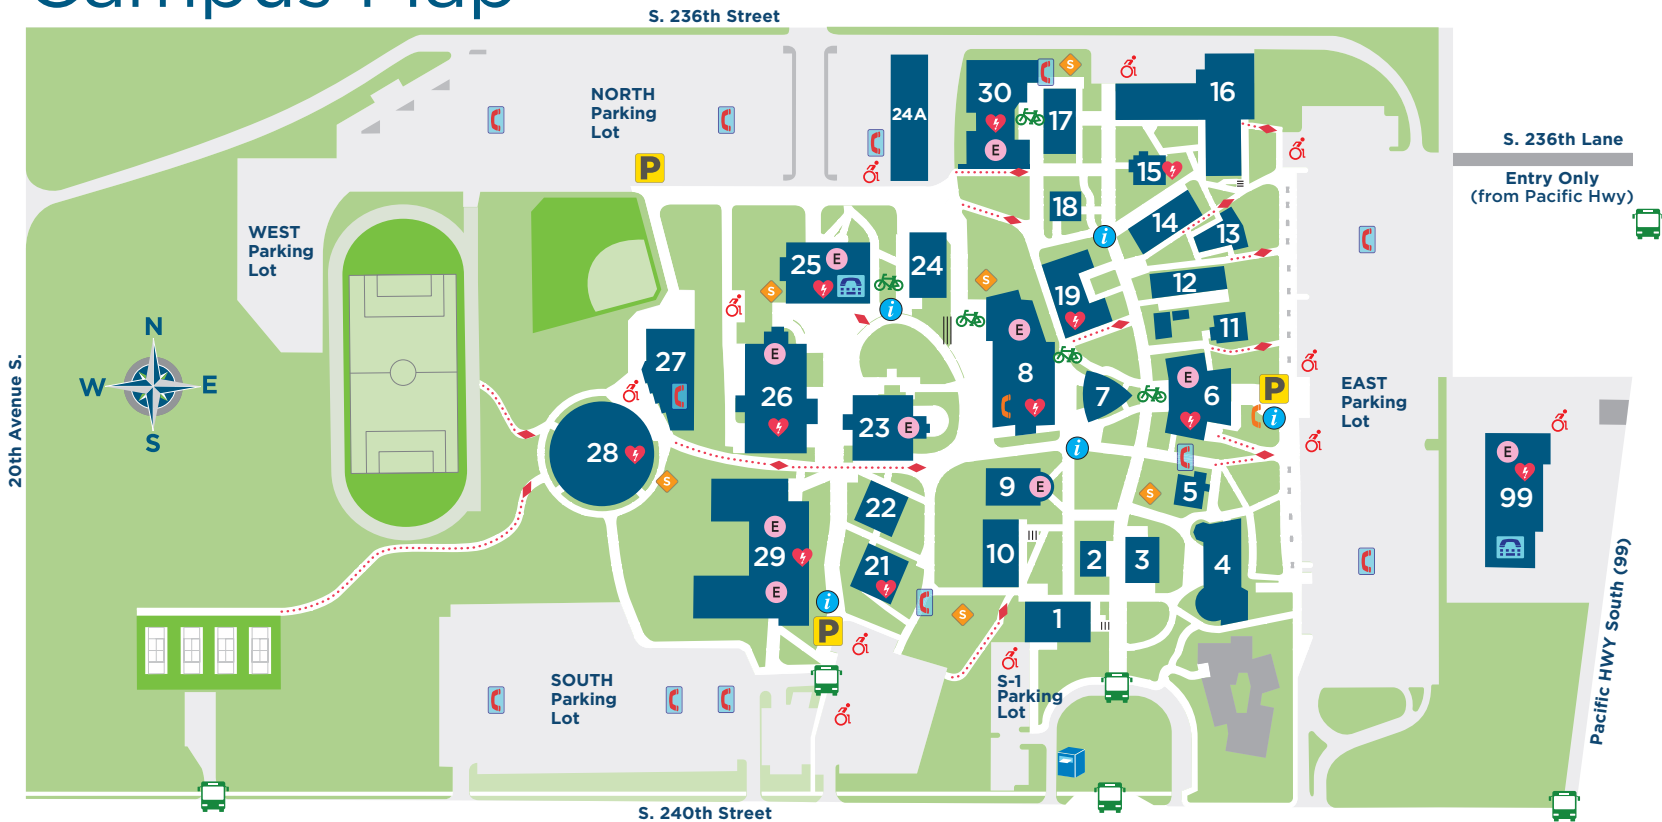 Campus Map
S. 236th Street
NORTH
Parking
Lot
P
24A
30
E
S
17
16
S. 236th Lane
Entry Only
(from Pacific Hwy)
15
18
14
13
i
WEST
Parking
Lot
25
E
S
24
i
S
19
12
11
N
W
E
S
20th Avenue S.
27
E
26
E
8
7
E
6
P
i
EAST
Parking
Lot
28
S
23
E
i
9
E
S
5
E
99
22
E
29
E
21
10
2
3
4
i
P
S
1
SOUTH
Parking
Lot
S-1
Parking
Lot
Pacific HWY South (99)
S. 240th Street